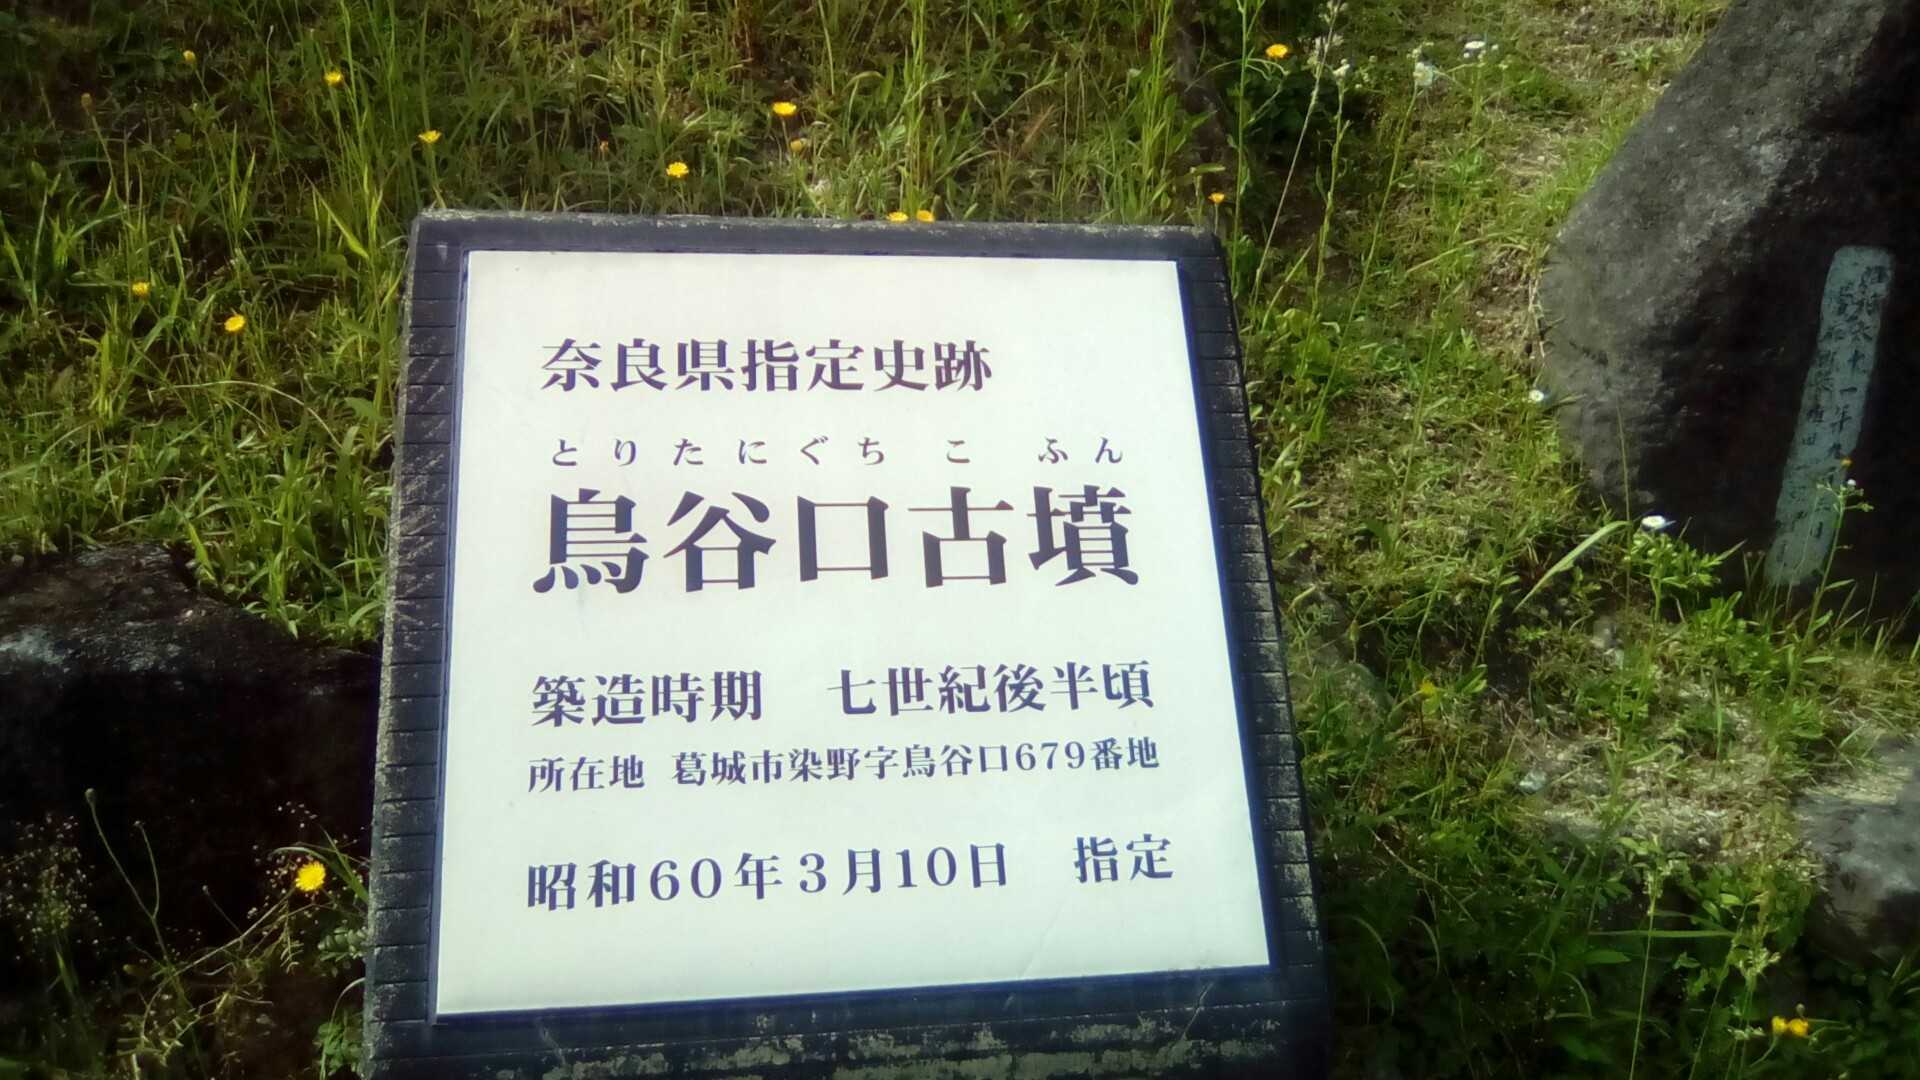 奈良県指定史跡
とりたにぐちこふん
鳥谷口古墳
築造時期　七世紀後半頃
所在地　葛城市染野字鳥谷口679番地
昭和60年3月10日　指定